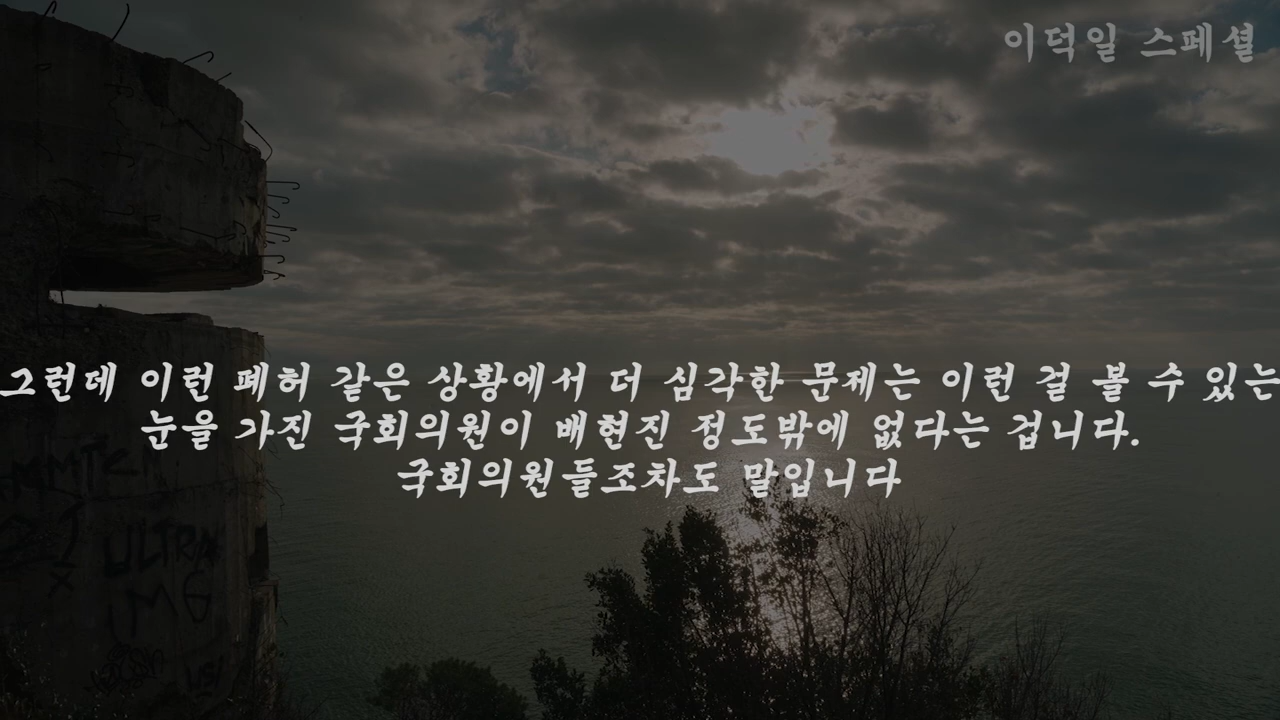 이덕일 스페셜
그런데 이런 폐허 같은 상황에서 더 심각한 문제는 이런 걸 볼 수 있는
눈을 가진 국회의원이 배현진 정도밖에 없다는 겁니다.
국회의원들조차도 말입니다
ULTRA